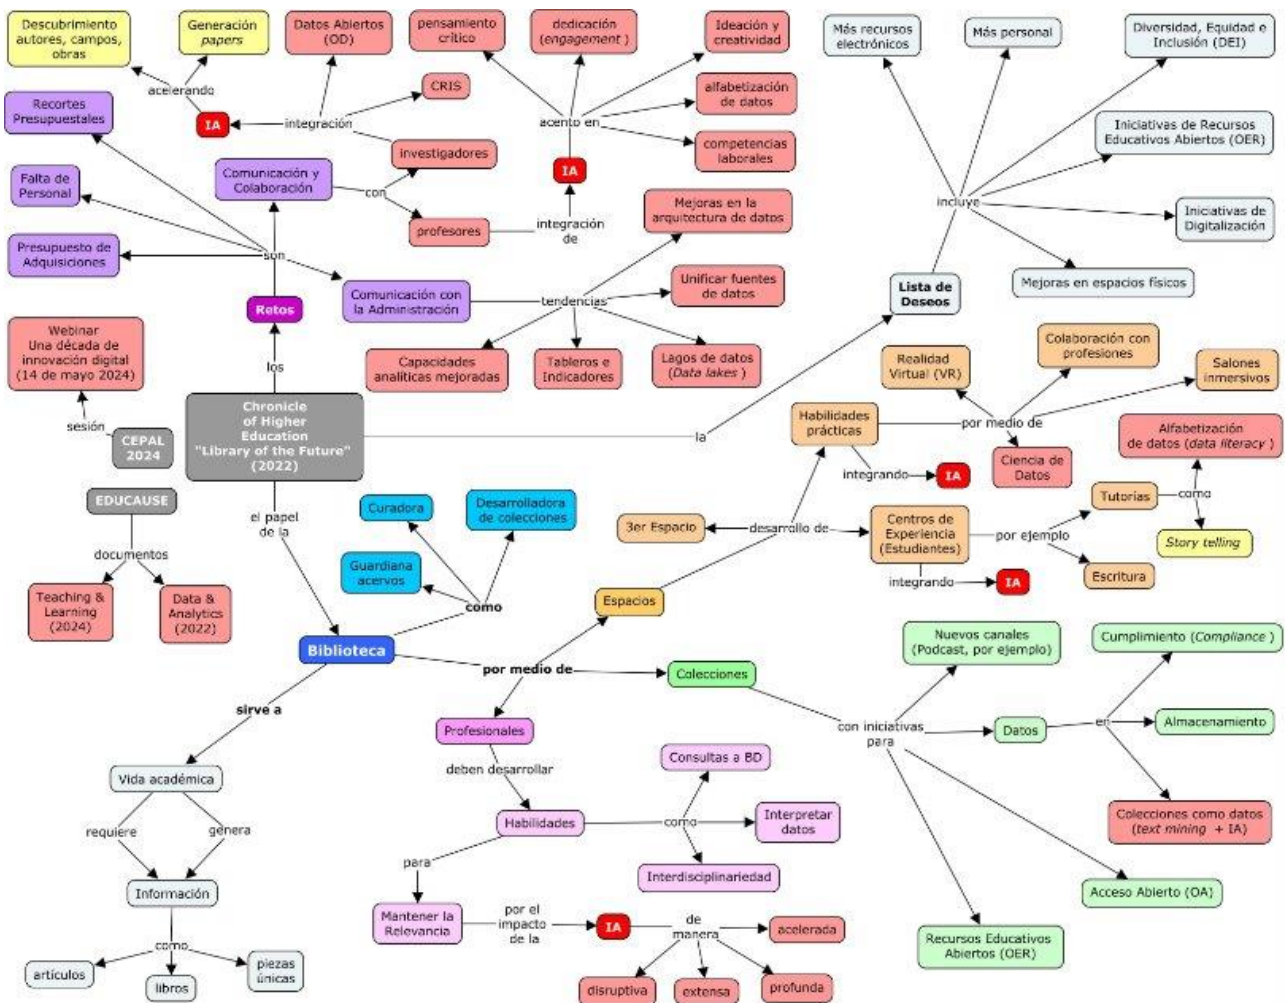 Descubrimiento
autores, campos,
obras
Generación
papers
Datos Abiertos
(OD)
acelerando
IA
integración
CRIS
investigadores
Recortes
Presupuestales
Falta de
Personal
Presupuesto de
Adquisiciones
Comunicación y
Colaboración
con
profesores
son
Retos
los
Comunicación con
la Administración
pensamiento
crítico
dedicación
(engagement )
Ideación y
creatividad
alfabetización
de datos
competencias
laborales
acento en
IA
integración
de
Mejoras en la
arquitectura de datos
Unificar fuentes
de datos
tendencias
Capacidades
analíticas mejoradas
Tableros e
Indicadores
Lagos de datos
(Data lakes )
Más recursos
electrónicos
Más personal
Diversidad, Equidad e
Inclusión (DEI)
Iniciativas de Recursos
Educativos Abiertos (OER)
incluye
Iniciativas de
Digitalización
Mejoras en espacios físicos
Lista de
Deseos
Webinar
Una década de
innovación digital
(14 de mayo 2024)
sesión
CEPAL
2024
Chronicle
of Higher
Education
"Library of the Future"
(2022)
la
EDUCAUSE
documentos
Teaching &
Learning
(2024)
Data &
Analytics
(2022)
el papel
de la
Curadora
Desarrolladora
de colecciones
Guardiana
acervos
como
Biblioteca
Realidad
Virtual (VR)
Colaboración con
profesiones
Salones
inmersivos
Habilidades
prácticas
por medio de
integrando
IA
Ciencia de
Datos
Alfabetización
de datos (data literacy )
3er Espacio
desarrollo de
Centros de
Experiencia
(Estudiantes)
por ejemplo
Tutorías
como
Story telling
Escritura
integrando
IA
Espacios
por medio de
Colecciones
Profesionales
sirve a
Vida académica
requiere
genera
Información
como
artículos
libros
piezas
únicas
deben desarrollar
Habilidades
como
Consultas a BD
Interpretar
datos
Interdisciplinariedad
para
Mantener la
Relevancia
por el
impacto
de la
IA
de
manera
acelerada
disruptiva
extensa
profunda
Nuevos canales
(Podcast, por ejemplo)
con iniciativas
para
Datos
en
Cumplimiento (Compliance )
Almacenamiento
Colecciones como datos
(text mining + IA)
Acceso Abierto (OA)
Recursos Educativos
Abiertos (OER)